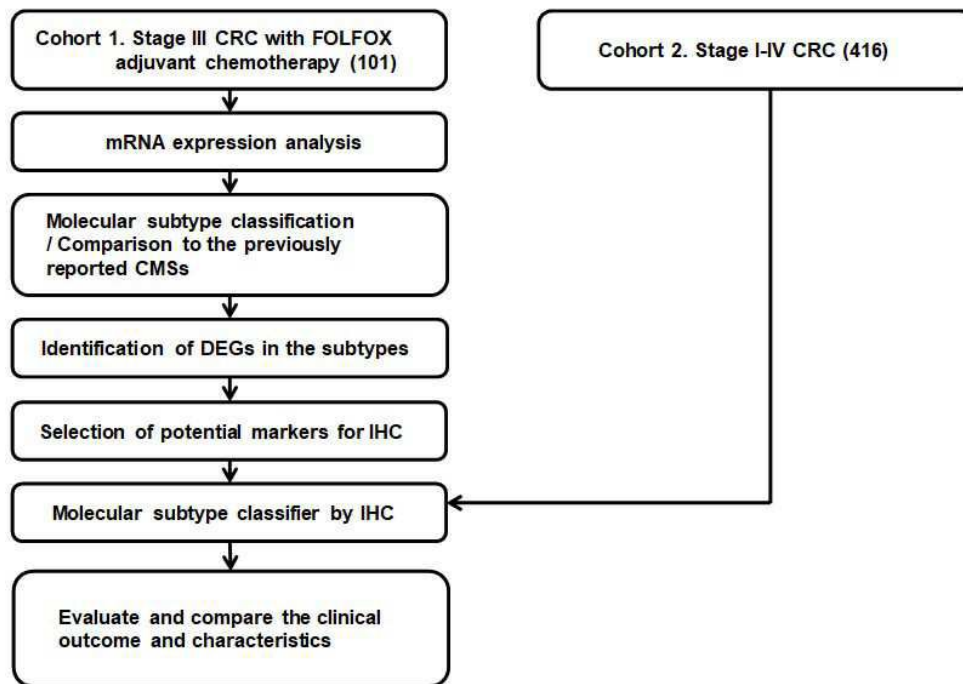 Cohort 1. Stage III CRC with FOLFOX
adjuvant chemotherapy (101)
Cohort 2. Stage I-IV CRC (416)
mRNA expression analysis
Molecular subtype classification
/ Comparison to the previously
reported CMSs
Identification of DEGs in the subtypes
Selection of potential markers for IHC
Molecular subtype classifier by IHC
Evaluate and compare the clinical
outcome and characteristics